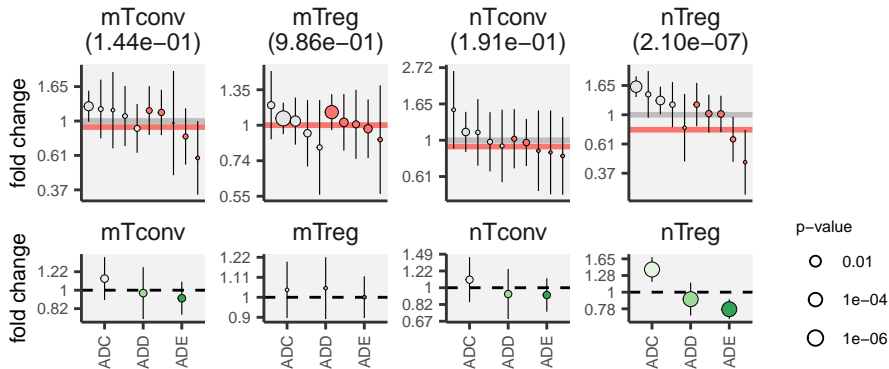 mTconv
(1.44e−01)
mTreg
(9.86e−01)
nTconv
(1.91e−01)
nTreg
(2.10e−07)
fold change
1.65
1
0.61
0.37
1.35
1
0.74
0.55
2.72
1.65
1
0.61
1.65
1
0.61
0.37
mTconv
mTreg
nTconv
nTreg
fold change
1.22
1
0.82
1.22
1.11
1
0.9
1.49
1.22
1
0.82
0.67
1.65
1.28
1
0.78
ADC
ADD
ADE
ADC
ADD
ADE
ADC
ADD
ADE
ADC
ADD
ADE
p−value
0.01
1e−04
1e−06